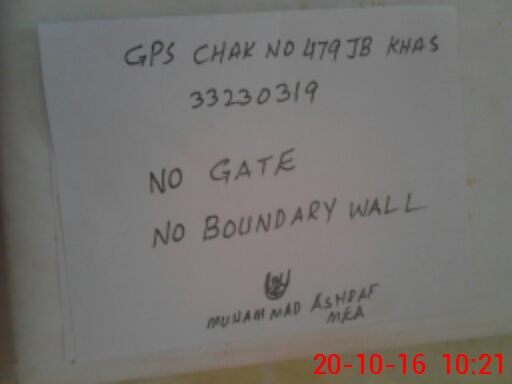 GPS CHAK NO 479 JB KHAS
33230319
NO GATE
NO BOUNDARY WALL
MUHAMMAD ASHRAF
MEA
20-10-16 10:21